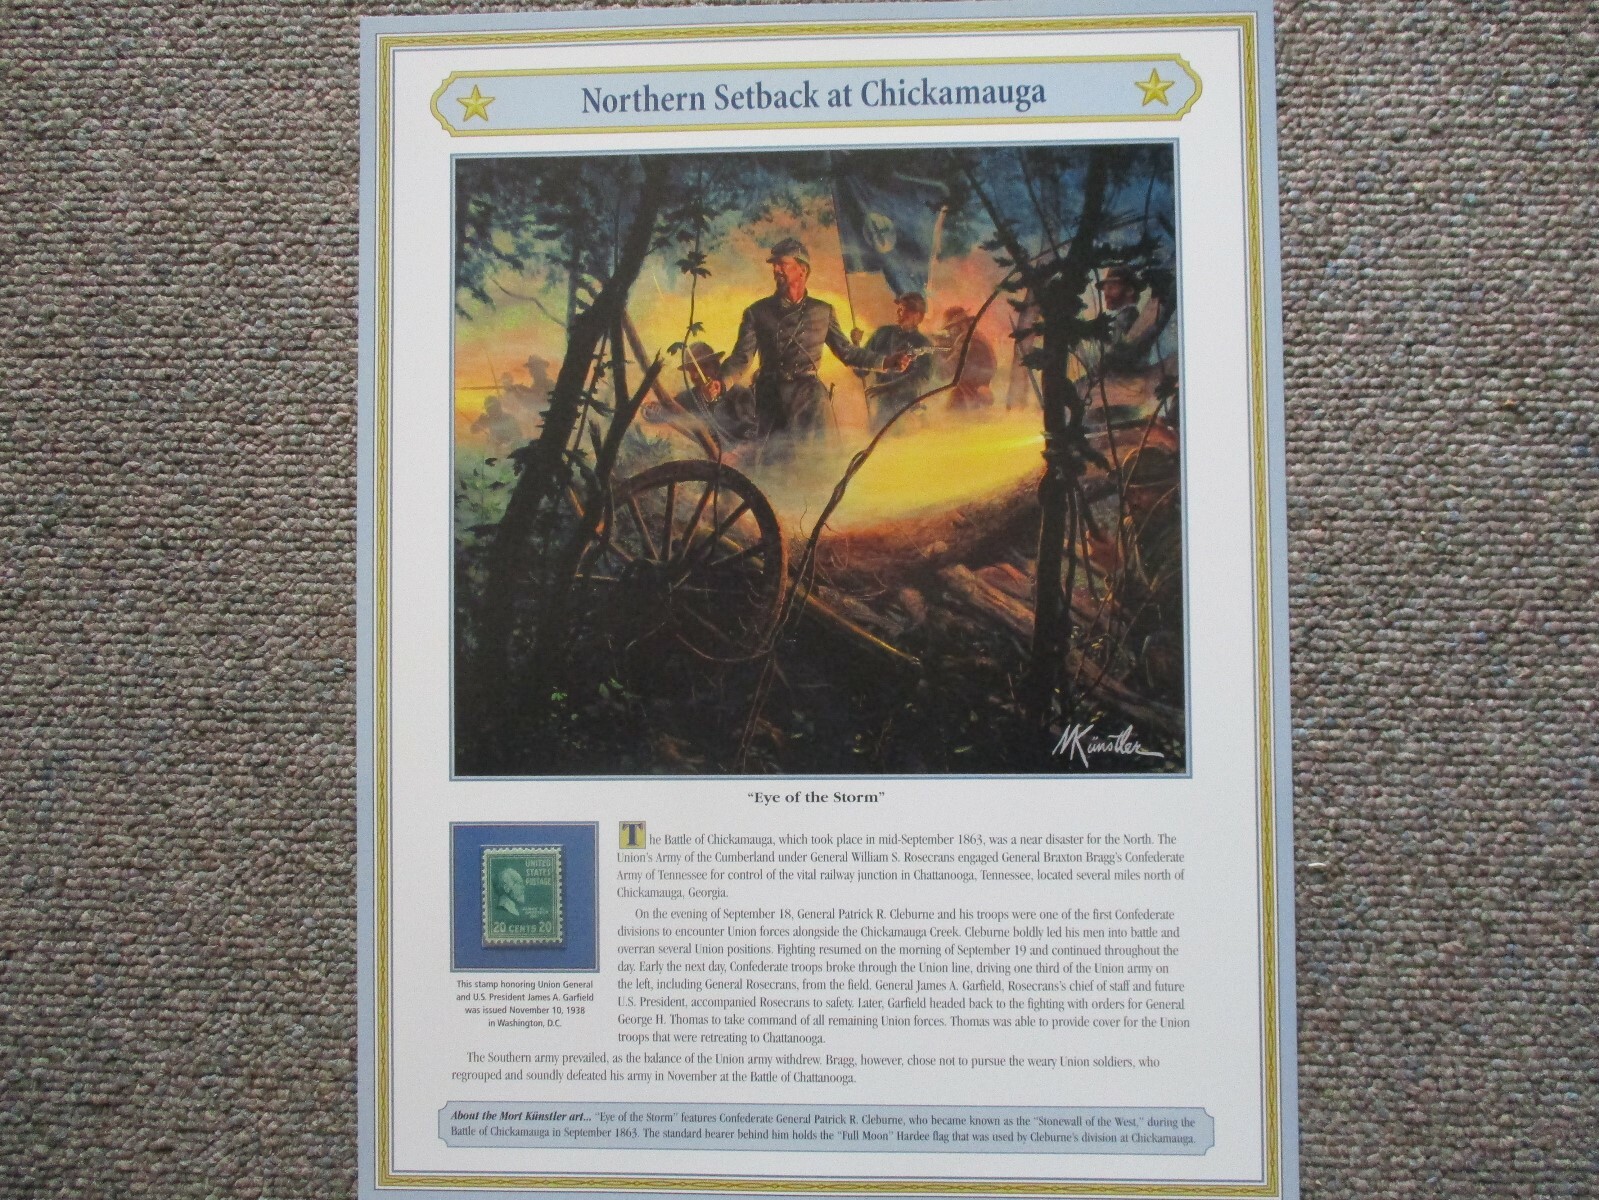 Northern Setback at Chickamauga
MKünstler
"Eye of the Storm"
UNITED
STATES
POSTAGE
20 CENTS 20
This stamp honoring Union General
and U.S. President James A. Garfield
was issued November 10, 1938
in Washington, D.C.
The Battle of Chickamauga, which took place in mid-September 1863, was a near disaster for the North. The
Union's Army of the Cumberland under General William S. Rosecrans engaged General Braxton Bragg's Confederate
Army of Tennessee for control of the vital railway junction in Chattanooga, Tennessee, located several miles north of
Chickamauga, Georgia.
On the evening of September 18, General Patrick R. Cleburne and his troops were one of the first Confederate
divisions to encounter Union forces alongside the Chickamauga Creek. Cleburne boldly led his men into battle and
overran several Union positions. Fighting resumed on the morning of September 19 and continued throughout the
day. Early the next day, Confederate troops broke through the Union line, driving one third of the Union army on
the left, including General Rosecrans, from the field. General James A. Garfield, Rosecrans's chief of staff and future
U.S. President, accompanied Rosecrans to safety. Later, Garfield headed back to the fighting with orders for General
George H. Thomas to take command of all remaining Union forces. Thomas was able to provide cover for the Union
troops that were retreating to Chattanooga.
The Southern army prevailed, as the balance of the Union army withdrew. Bragg, however, chose not to pursue the weary Union soldiers, who
regrouped and soundly defeated his army in November at the Battle of Chattanooga.
About the Mort Künstler art... "Eye of the Storm" features Confederate General Patrick R. Cleburne, who became known as the "Stonewall of the West," during the
Battle of Chickamauga in September 1863. The standard bearer behind him holds the "Full Moon" Hardee flag that was used by Cleburne's division at Chickamauga.